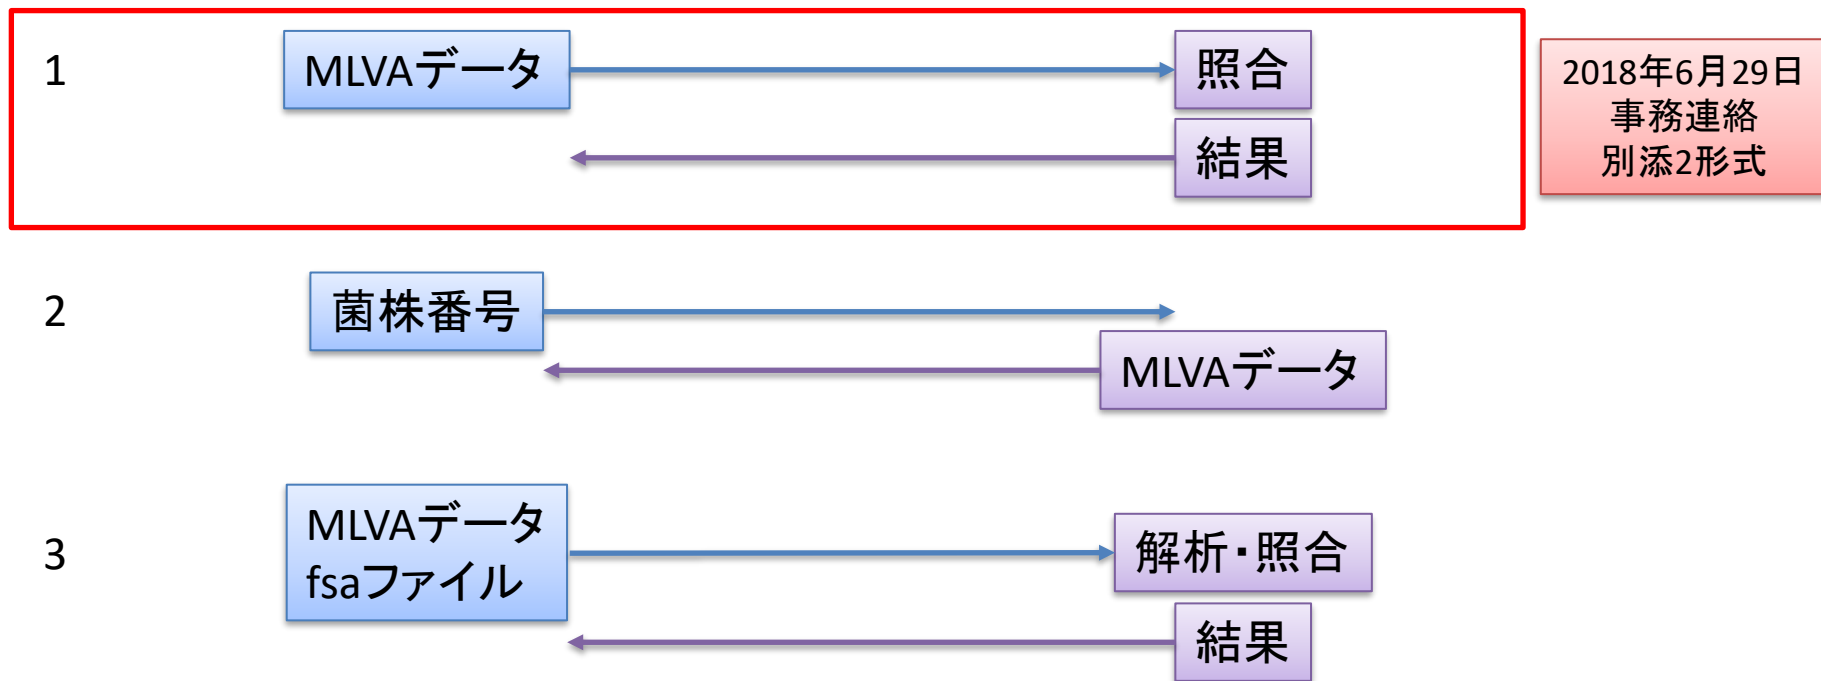 1
MLVAデータ
照合
結果
2018年6月29日
事務連絡
別添2形式
2
菌株番号
MLVAデータ
3
MLVAデータ
fsaファイル
解析・照合
結果